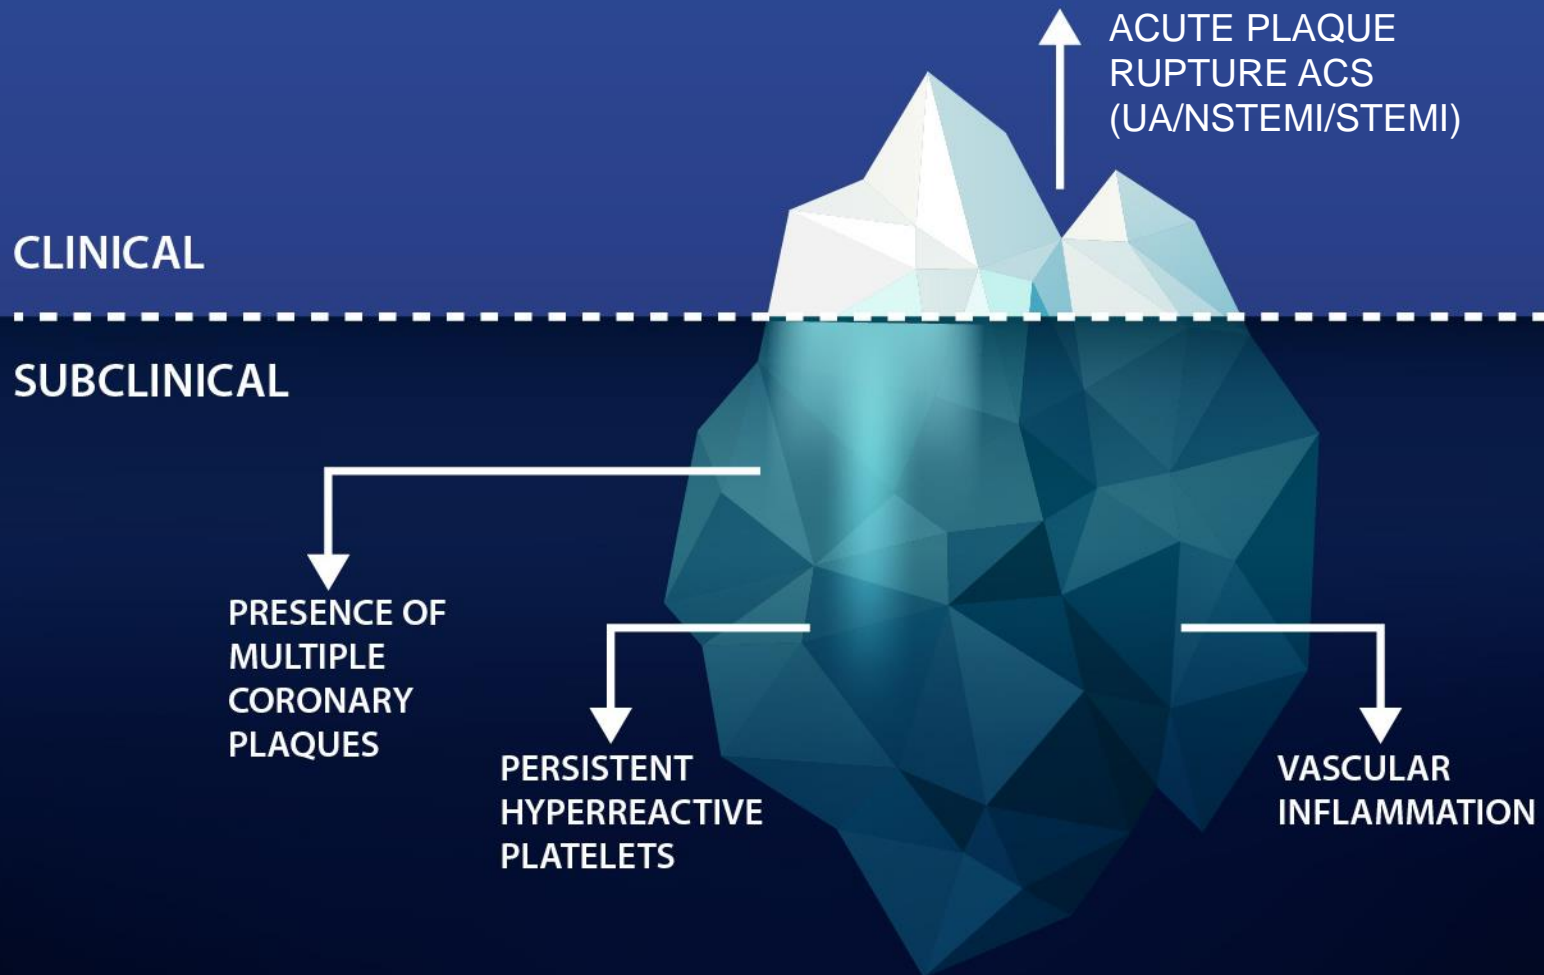 ACUTE PLAQUE
RUPTURE ACS
(UA/NSTEMI/STEMI)
CLINICAL
SUBCLINICAL
PRESENCE OF
MULTIPLE
CORONARY
PLAQUES
PERSISTENT
HYPERREACTIVE
PLATELETS
VASCULAR
INFLAMMATION